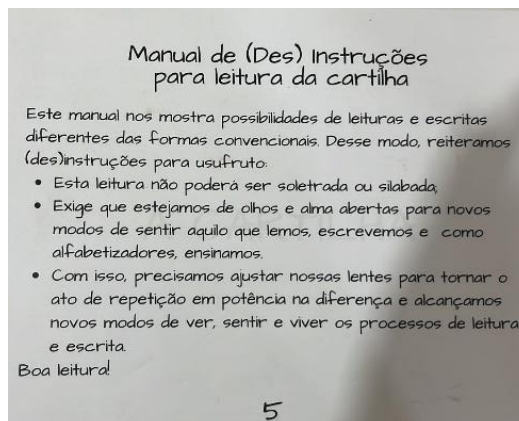 Manual de (Des) Instruções
para leitura da cartilha
Este manual nos mostra possibilidades de leituras e escritas
diferentes das formas convencionais. Desse modo, reiteramos
(des)instruções para usufruto:
• Esta leitura não poderá ser soletrada ou silabada;
• Exige que estejamos de olhos e alma abertas para novos
modos de sentir aquilo que lemos, escrevemos e como
alfabetizadores, ensinamos.
• Com isso, precisamos ajustar nossas lentes para tornar o
ato de repetição em potência na diferença e alcançamos
novos modos de ver, sentir e viver os processos de leitura
e escrita.
Boa leitura!
5